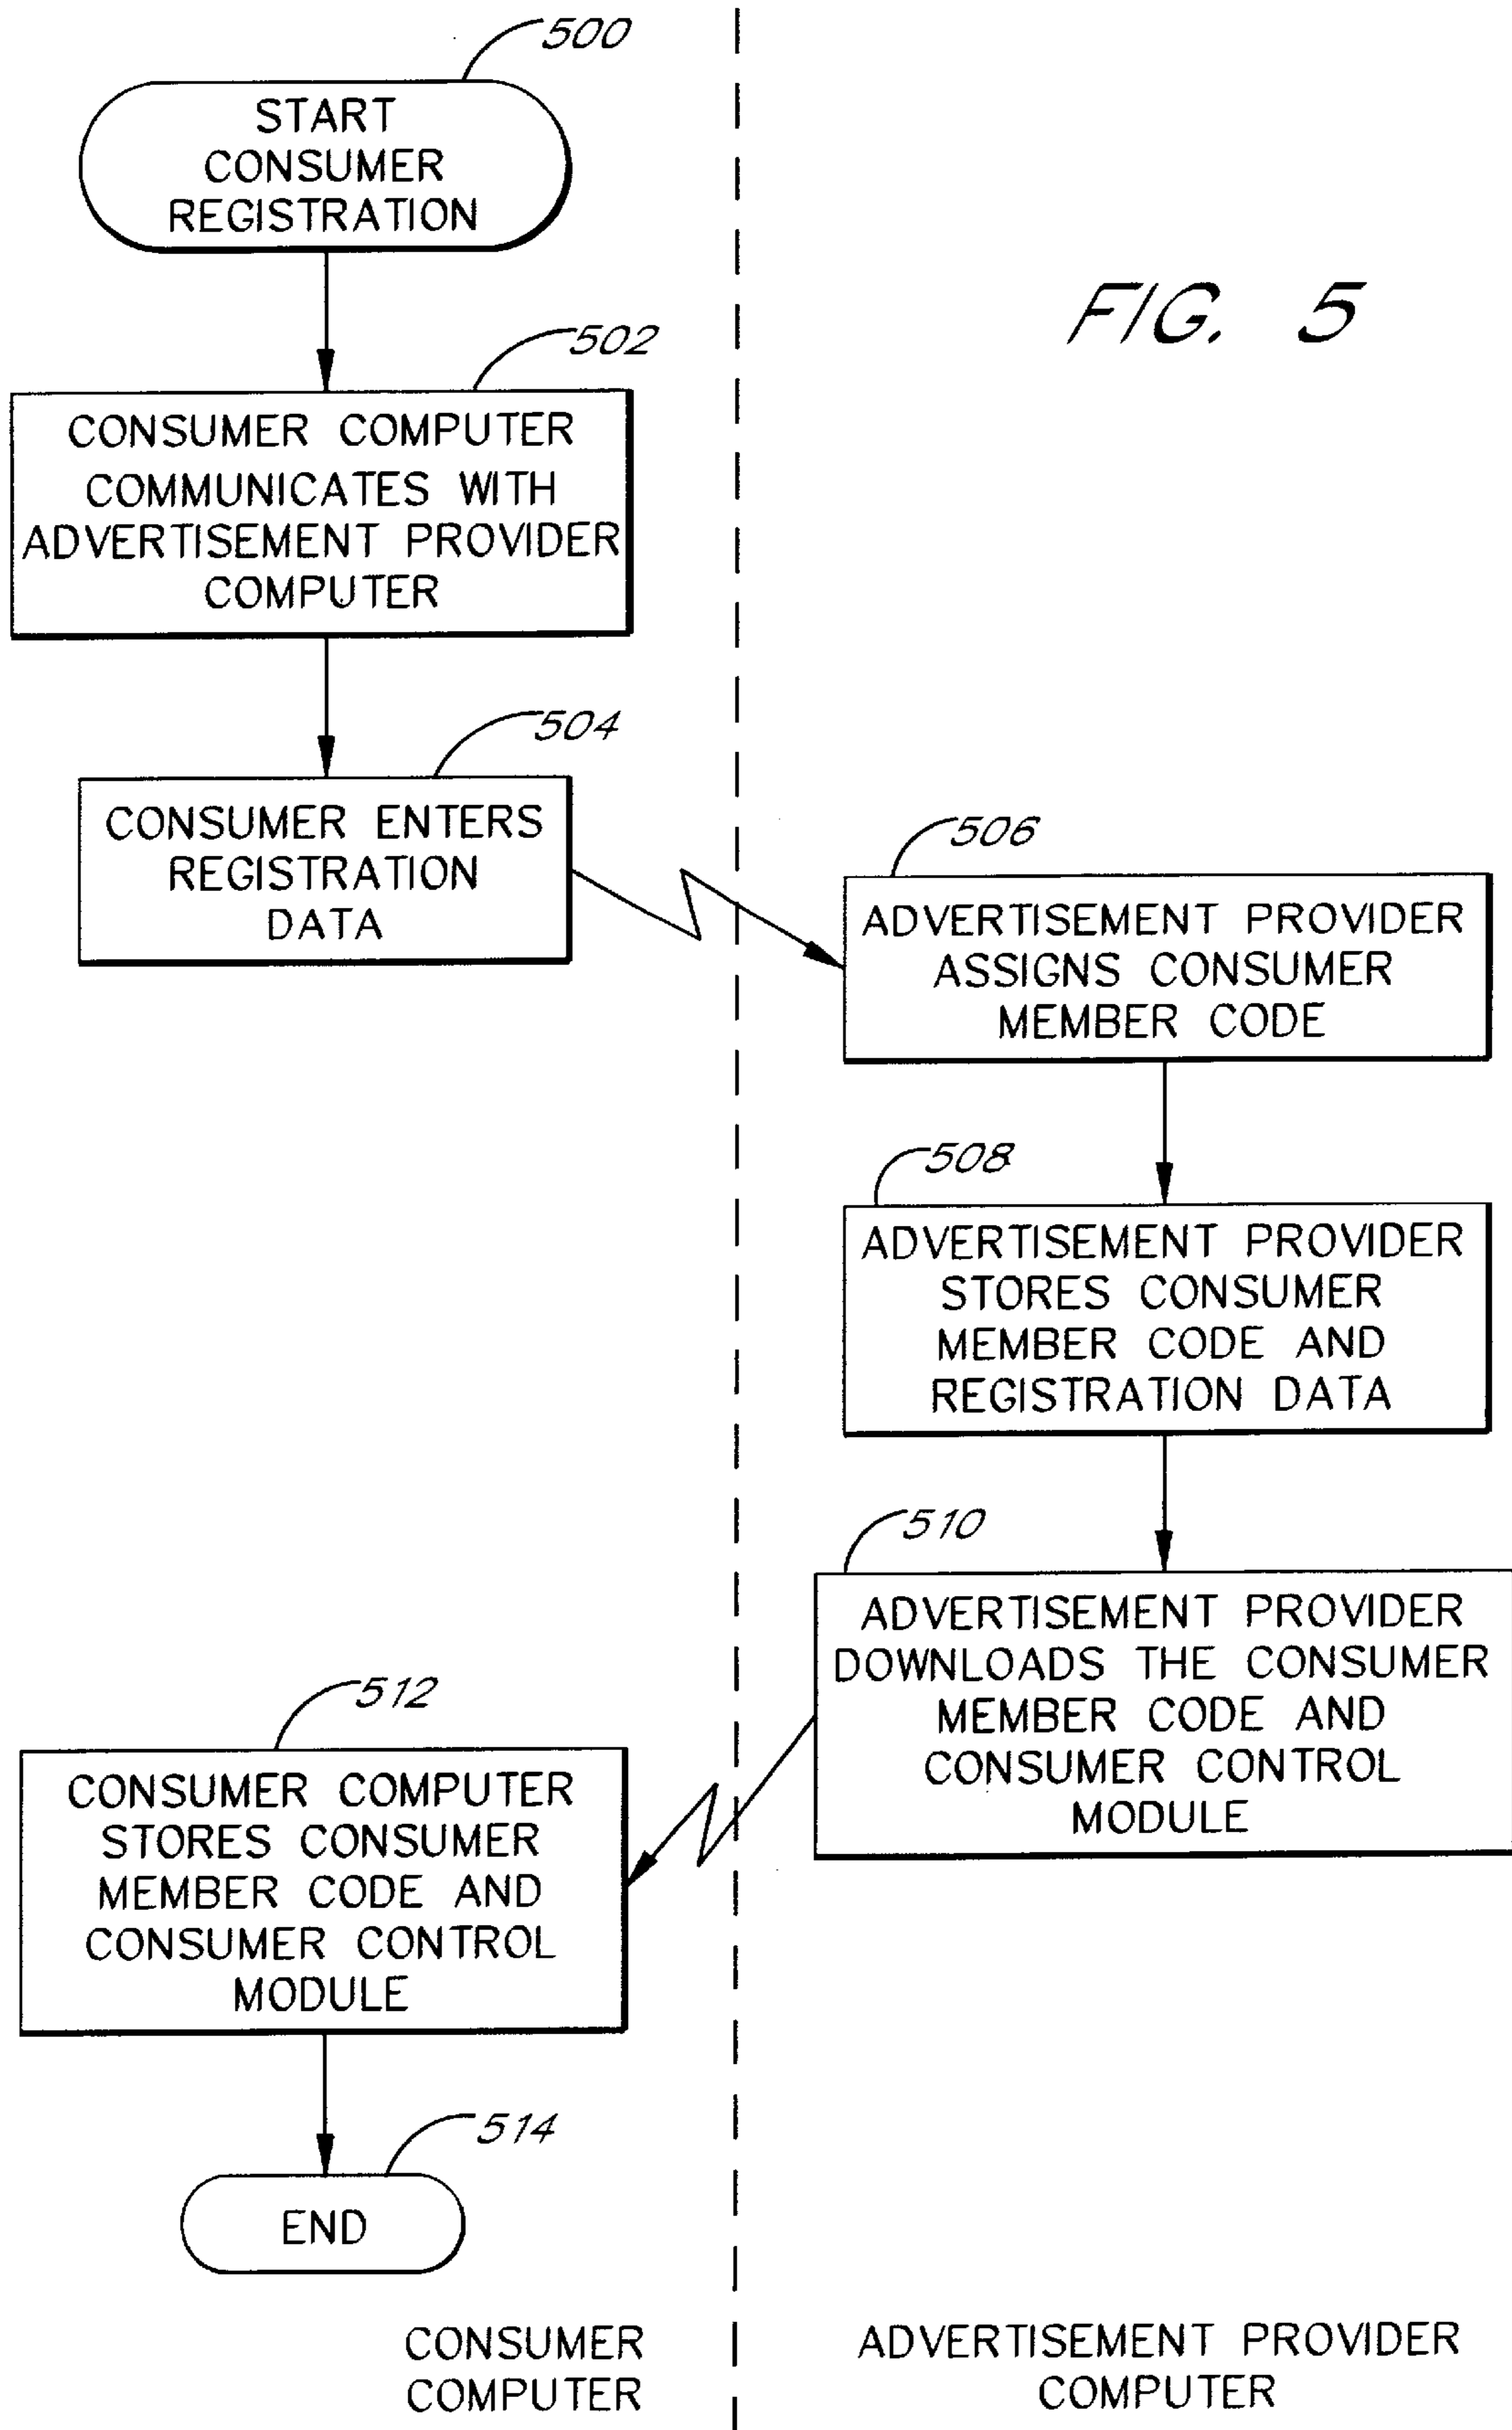 500
START
CONSUMER
REGISTRATION
FIG. 5
502
CONSUMER COMPUTER
COMMUNICATES WITH
ADVERTISEMENT PROVIDER
COMPUTER
504
CONSUMER ENTERS
REGISTRATION
DATA
506
ADVERTISEMENT PROVIDER
ASSIGNS CONSUMER
MEMBER CODE
508
ADVERTISEMENT PROVIDER
STORES CONSUMER
MEMBER CODE AND
REGISTRATION DATA
510
ADVERTISEMENT PROVIDER
DOWNLOADS THE CONSUMER
MEMBER CODE AND
CONSUMER CONTROL
MODULE
512
CONSUMER COMPUTER
STORES CONSUMER
MEMBER CODE AND
CONSUMER CONTROL
MODULE
514
END
CONSUMER
COMPUTER
ADVERTISEMENT PROVIDER
COMPUTER